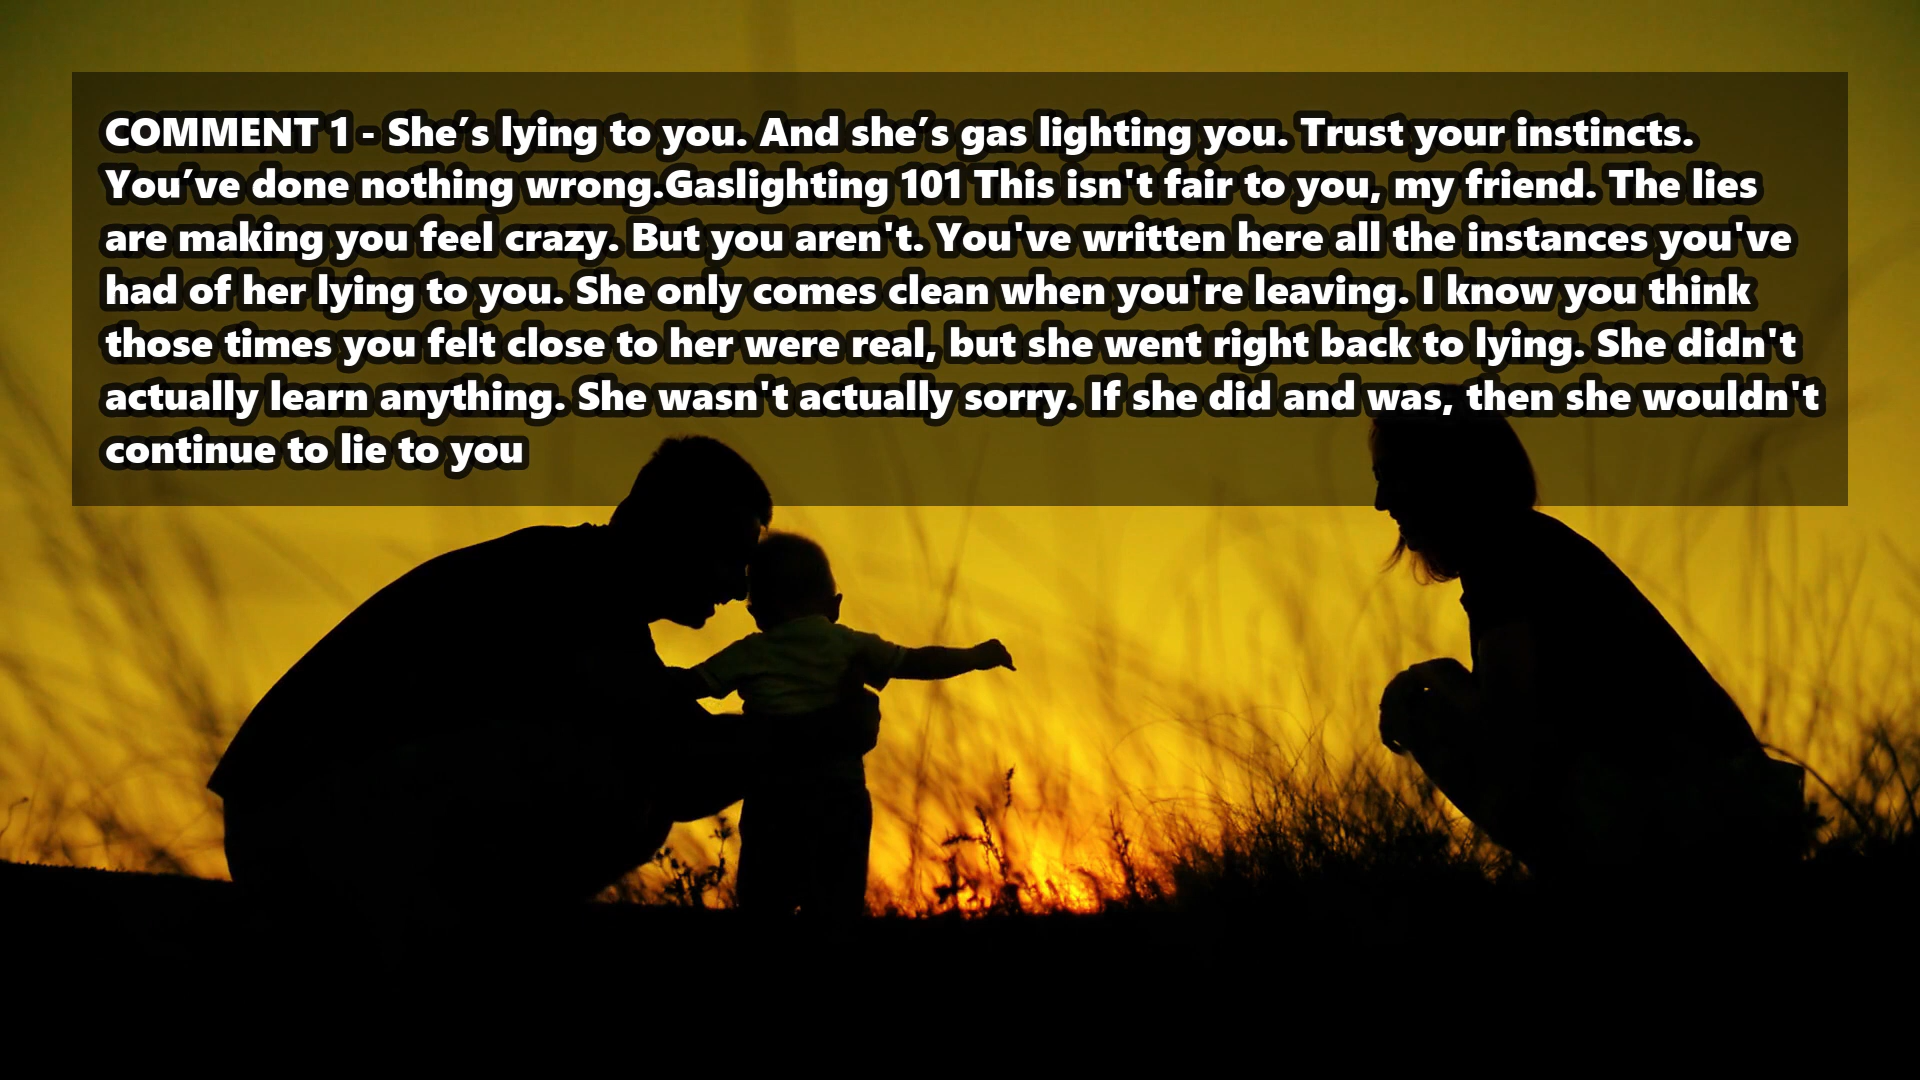 COMMENT 1 - She’s lying to you. And she’s gas lighting you. Trust your instincts.
You’ve done nothing wrong.Gaslighting 101 This isn't fair to you, my friend. The lies
are making you feel crazy. But you aren't. You've written here all the instances you've
had of her lying to you. She only comes clean when you're leaving. I know you think
those times you felt close to her were real, but she went right back to lying. She didn't
actually learn anything. She wasn't actually sorry. If she did and was, then she wouldn't
continue to lie to you